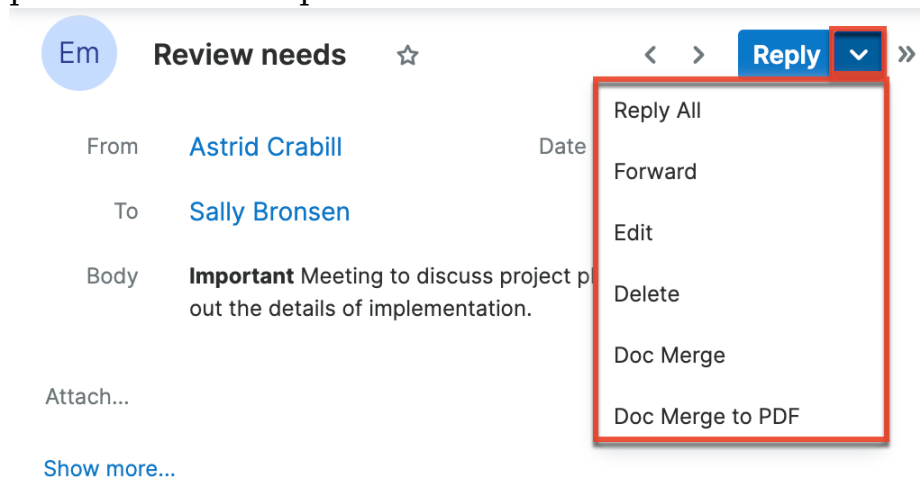 Em
Review needs
Reply
Reply All
From Astrid Crabill Date
Forward
To Sally Bronsen
Edit
Body Important Meeting to discuss project
out the details of implementation.
Delete
Doc Merge
Attach...
Doc Merge to PDF
Show more...